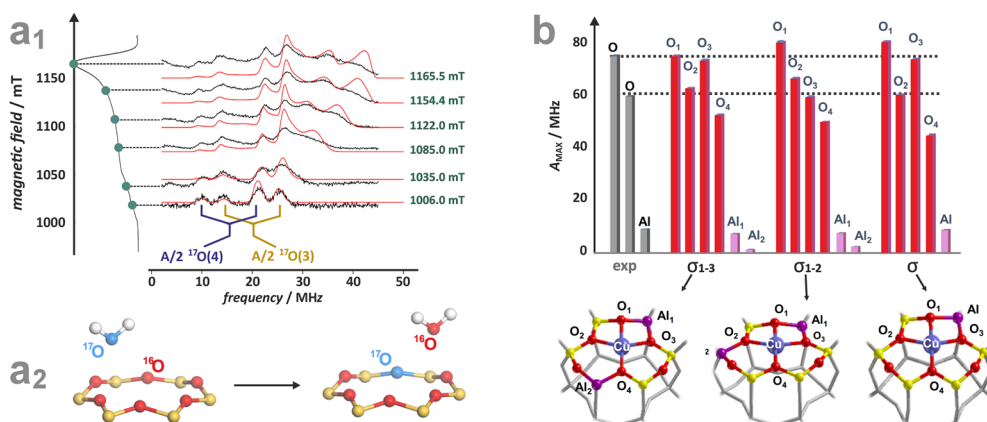 a1
magnetic field / mT
1150
1100
1050
1000
1165.5 mT
1154.4 mT
1122.0 mT
1085.0 mT
1035.0 mT
1006.0 mT
A/2 ¹⁷O(4)
A/2 ¹⁷O(3)
0 10 20 30 40 50
frequency / MHz
a2
¹⁷O
¹⁶O
¹⁷O
¹⁶O
b
AMAX / MHz
80
60
40
20
0
O O Al
O₁ O₂ O₃ O₄ Al₁ Al₂
O₁ O₂ O₃ O₄ Al₁ Al₂
O₁ O₂ O₃ O₄ Al
exp σ1-3 σ1-2 σ
O₁ Al₁ O₂ Cu O₃ Al₂ O₄
O₁ Al₁ O₂ Cu O₃ 2 O₄
O₁ Al O₂ Cu O₃ O₄